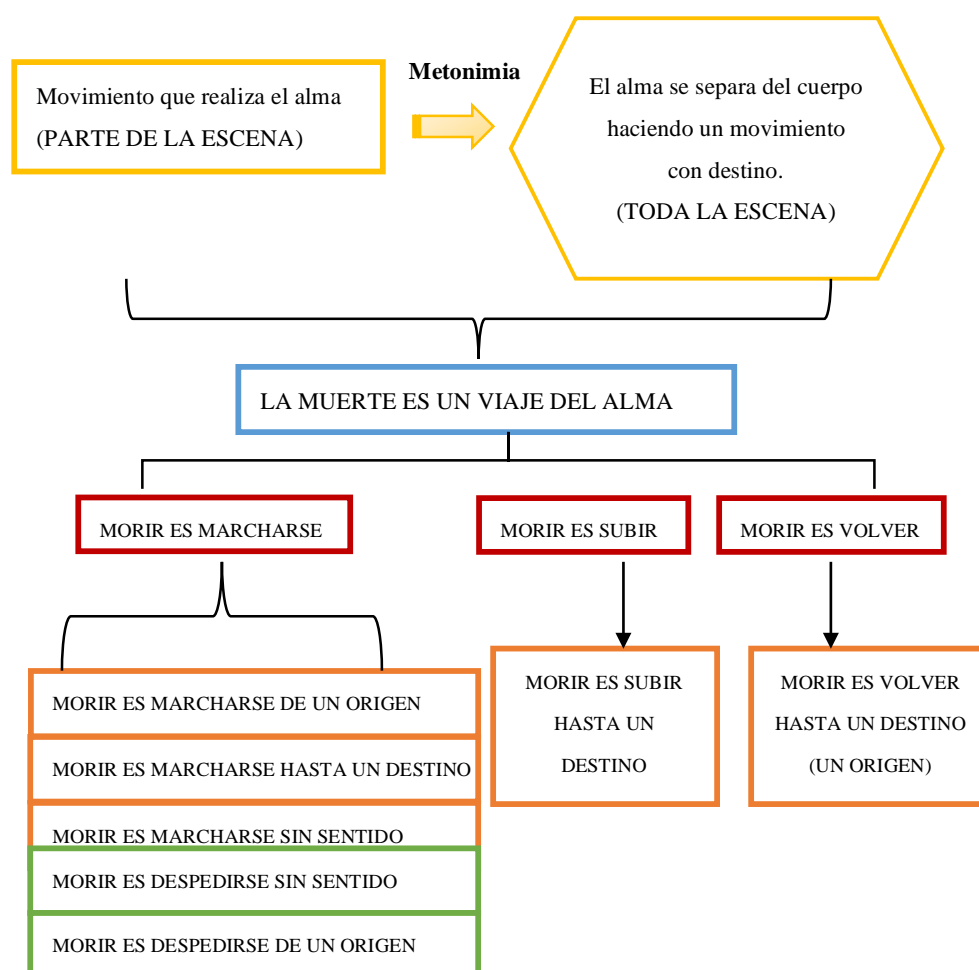 Movimiento que realiza el alma
(PARTE DE LA ESCENA)
Metonimia
El alma se separa del cuerpo
haciendo un movimiento
con destino.
(TODA LA ESCENA)
LA MUERTE ES UN VIAJE DEL ALMA
MORIR ES MARCHARSE
MORIR ES SUBIR
MORIR ES VOLVER
MORIR ES MARCHARSE DE UN ORIGEN
MORIR ES MARCHARSE HASTA UN DESTINO
MORIR ES MARCHARSE SIN SENTIDO
MORIR ES DESPEDIRSE SIN SENTIDO
MORIR ES DESPEDIRSE DE UN ORIGEN
MORIR ES SUBIR
HASTA UN
DESTINO
MORIR ES VOLVER
HASTA UN DESTINO
(UN ORIGEN)